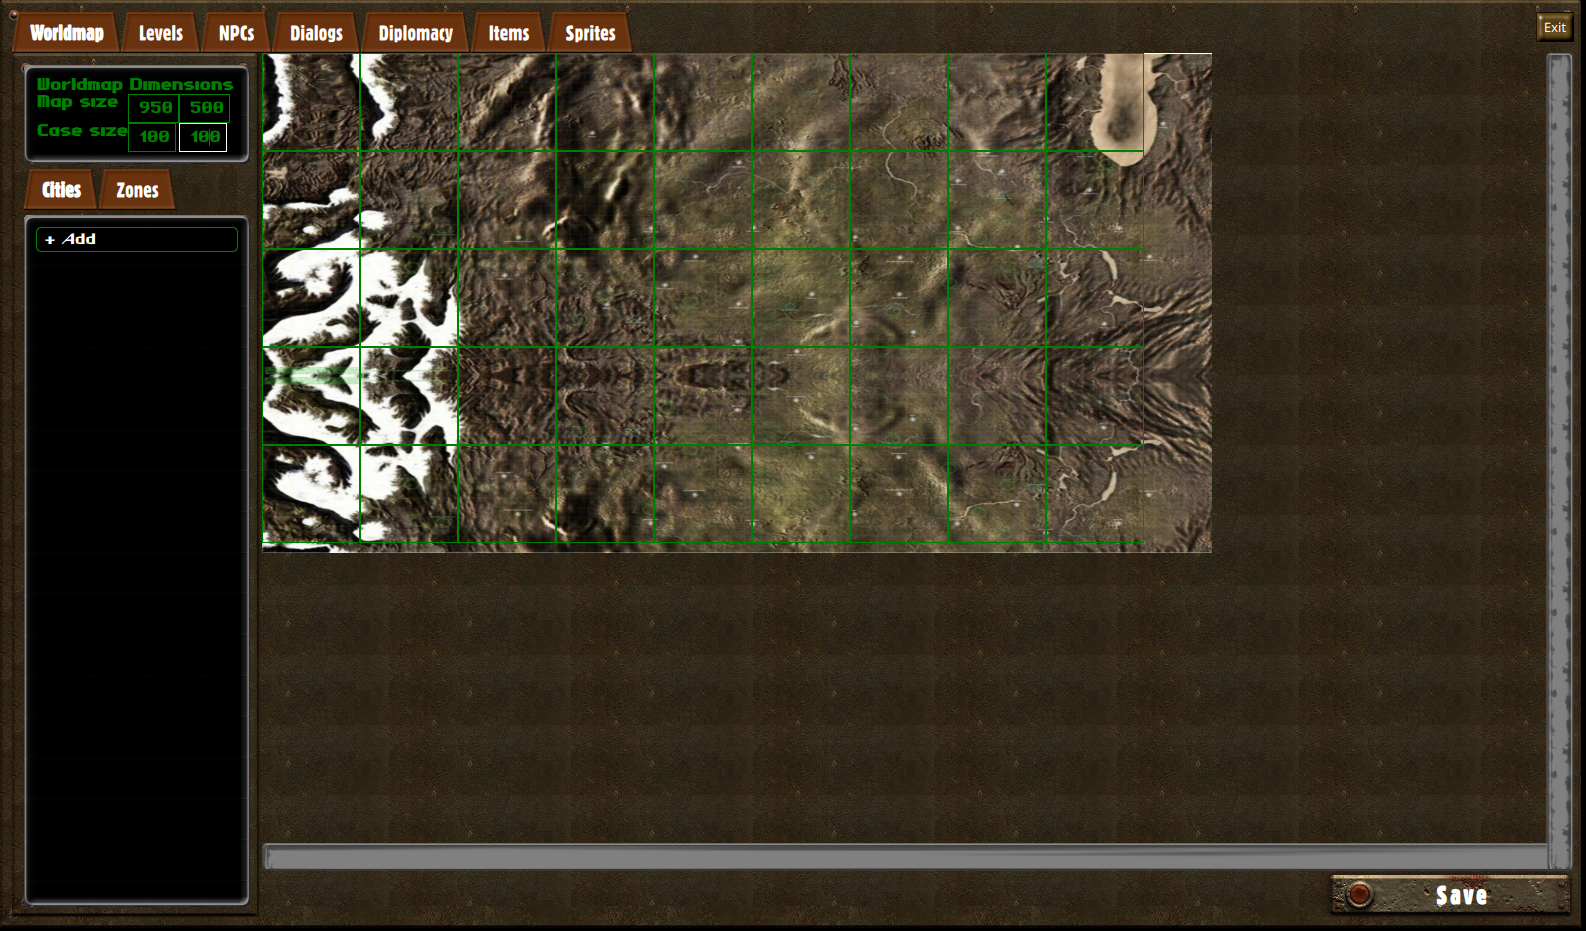 Worldmap Levels NPCs Dialogs Diplomacy Items Sprites Exit
Worldmap Dimensions
Map size 950 500
Case size 100 100
Cities Zones
+ Add
Save